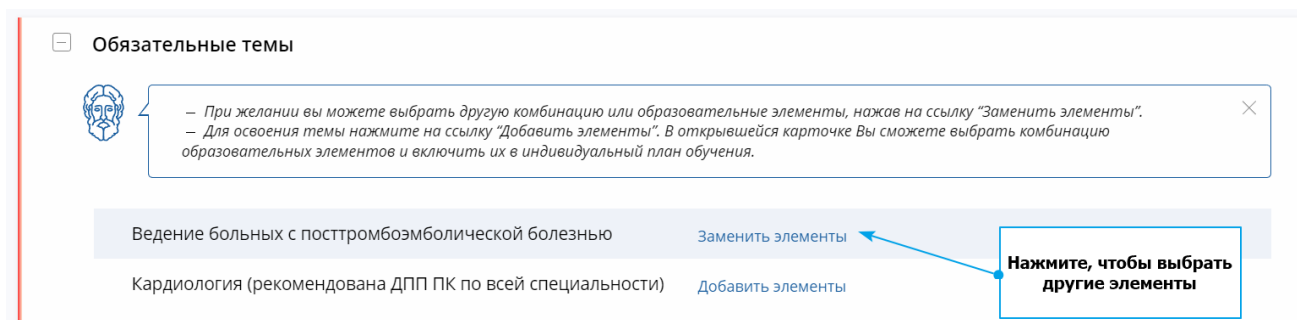 Обязательные темы
— При желании вы можете выбрать другую комбинацию или образовательные элементы, нажав на ссылку “Заменить элементы”.
— Для освоения темы нажмите на ссылку “Добавить элементы”. В открывшейся карточке Вы сможете выбрать комбинацию
образовательных элементов и включить их в индивидуальный план обучения.
Ведение больных с посттромбоэмболической болезнью Заменить элементы
Нажмите, чтобы выбрать
другие элементы
Кардиология (рекомендована ДПП ПК по всей специальности) Добавить элементы